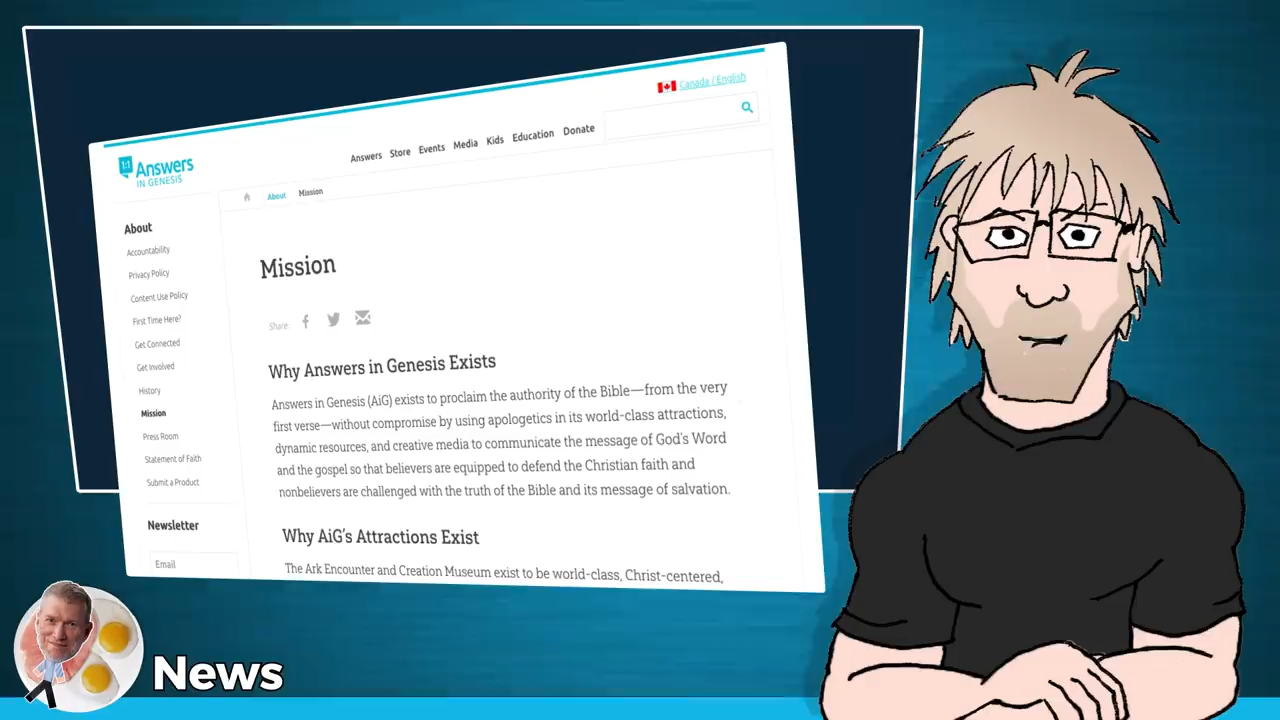 Canada / English
1:1
Answers
IN GENESIS
Answers Store Events Media Kids Education Donate
About Mission
About
Accountability
Privacy Policy
Content Use Policy
First Time Here?
Get Connected
Get Involved
History
Mission
Press Room
Statement of Faith
Submit a Product
Newsletter
Email
Mission
Share:
Why Answers in Genesis Exists
Answers in Genesis (AiG) exists to proclaim the authority of the Bible—from the very
first verse—without compromise by using apologetics in its world-class attractions,
dynamic resources, and creative media to communicate the message of God's Word
and the gospel so that believers are equipped to defend the Christian faith and
nonbelievers are challenged with the truth of the Bible and its message of salvation.
Why AiG's Attractions Exist
The Ark Encounter and Creation Museum exist to be world-class, Christ-centered,
News